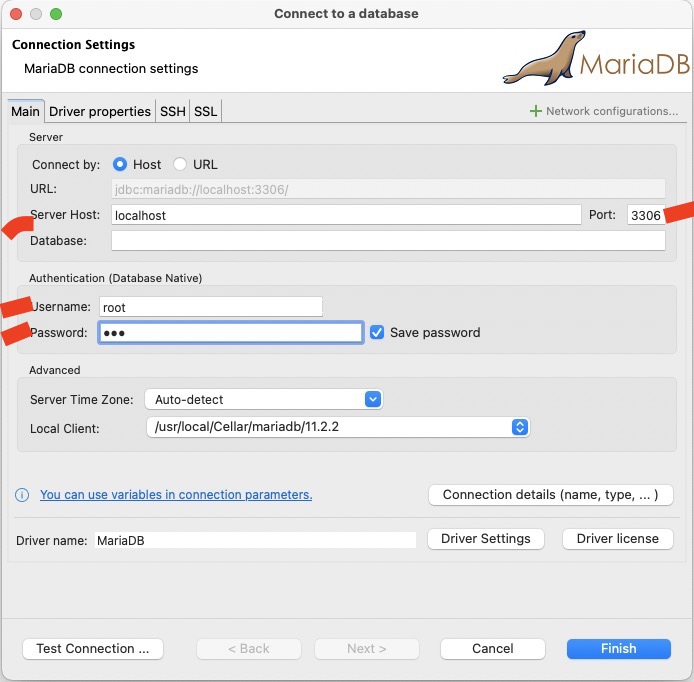 Connect to a database
Connection Settings
MariaDB connection settings
MariaDB
Main Driver properties SSH SSL + Network configurations...
Server
Connect by: Host URL
URL: jdbc:mariadb://localhost:3306/
Server Host: localhost Port: 3306
Database:
Authentication (Database Native)
Username: root
Password: ••• Save password
Advanced
Server Time Zone: Auto-detect
Local Client: /usr/local/Cellar/mariadb/11.2.2
You can use variables in connection parameters. Connection details (name, type, ... )
Driver name: MariaDB Driver Settings Driver license
Test Connection ... < Back Next > Cancel Finish